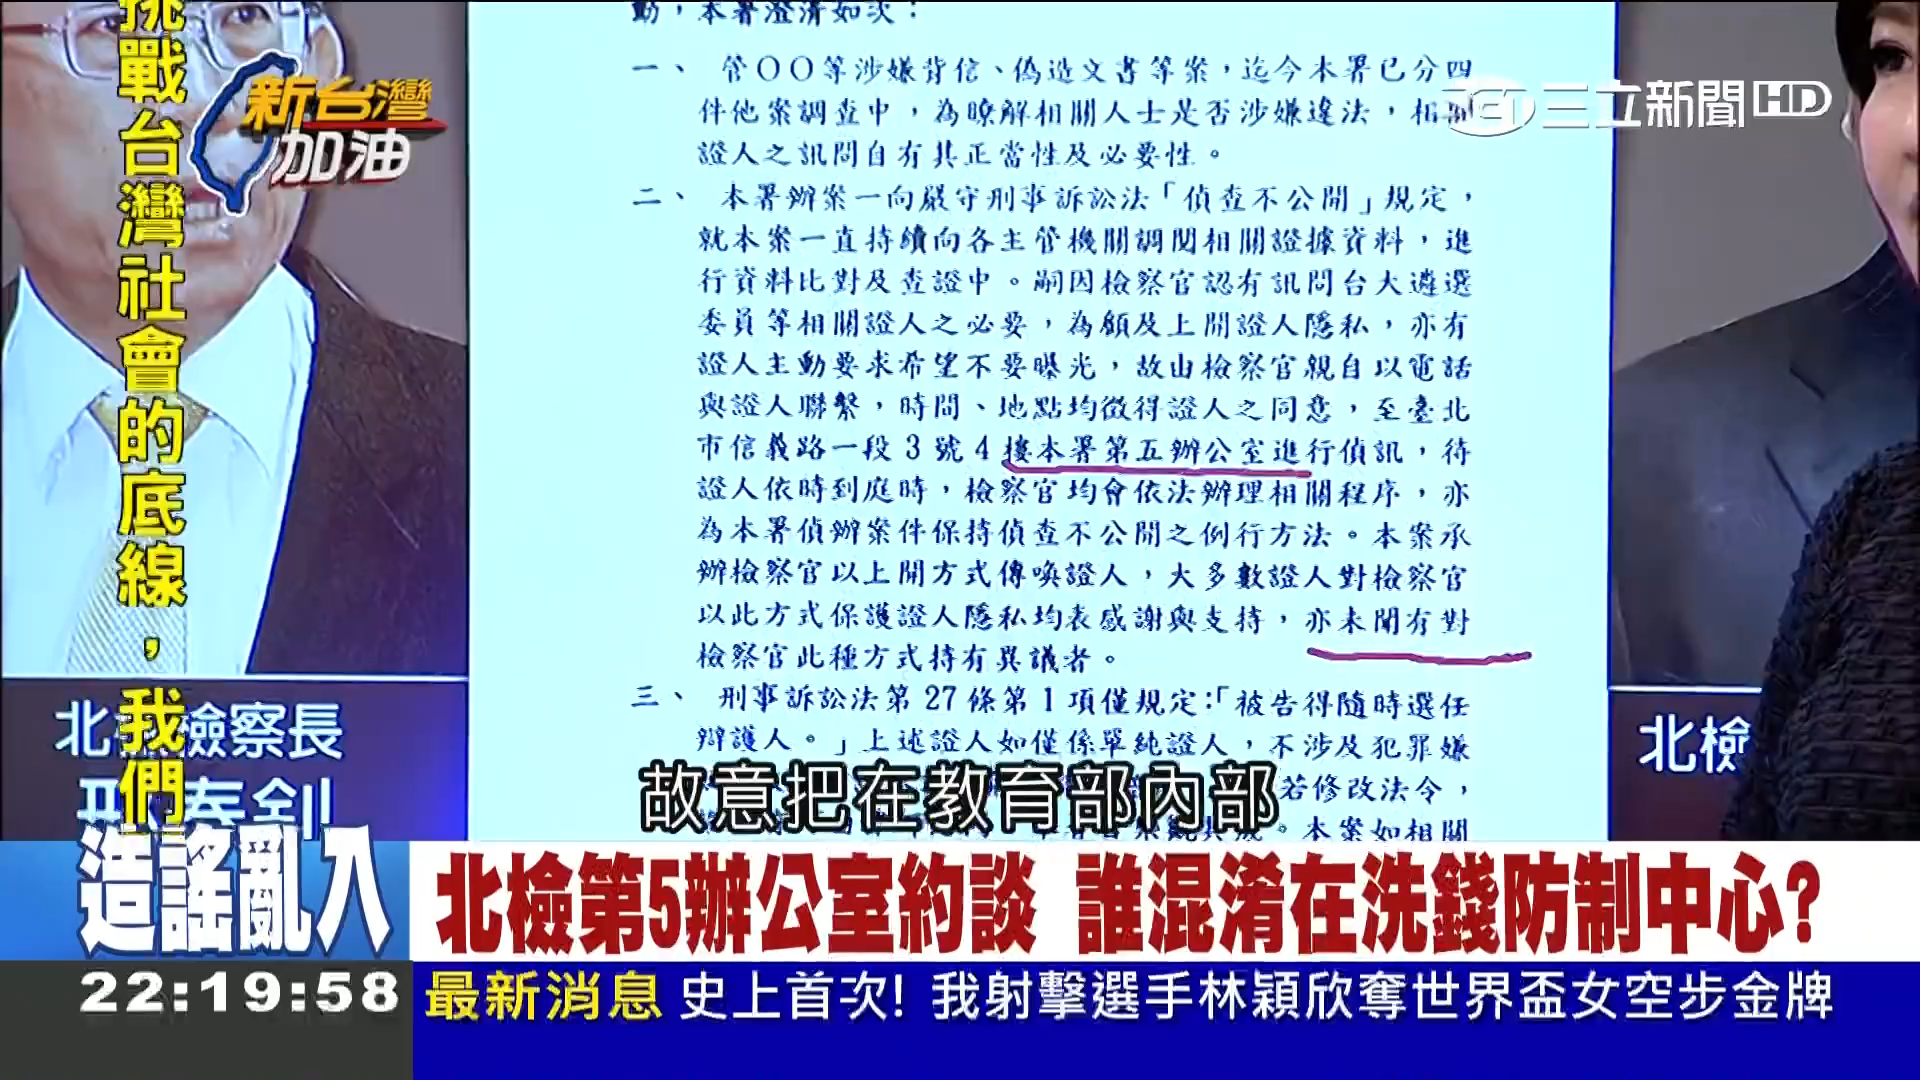 挑戰台灣社會的底線，我們
新台灣
加油
三立新聞HD
動，本署澄清如次：
一、管〇〇等涉嫌背信、偽造文書等案，迄今本署已分四
件他案調查中，為瞭解相關人士是否涉嫌違法，相關
證人之訊問自有其正當性及必要性。
二、本署辦案一向嚴守刑事訴訟法「偵查不公開」規定，
就本案一直持續向各主管機關調閱相關證據資料，進
行資料比對及查證中。嗣因檢察官認有訊問台大遴選
委員等相關證人之必要，為顧及上開證人隱私，亦有
證人主動要求希望不要曝光，故由檢察官親自以電話
與證人聯繫，時間、地點均徵得證人之同意，至臺北
市信義路一段3號4樓本署第五辦公室進行偵訊，待
證人依時到庭時，檢察官均會依法辦理相關程序，亦
為本署偵辦案件保持偵查不公開之例行方法。本案承
辦檢察官以上開方式傳喚證人，大多數證人對檢察官
以此方式保護證人隱私均表感謝與支持，亦未聞有對
檢察官此種方式持有異議者。
三、刑事訴訟法第27條第1項僅規定：「被告得隨時選任
辯護人。」上述證人如僅係單純證人，不涉及犯罪嫌
若修改法令，
。本案如相關
北 檢察長
北檢
故意把在教育部內部
造謠亂入
北檢第5辦公室約談 誰混淆在洗錢防制中心?
22:19:58
最新消息 史上首次! 我射擊選手林穎欣奪世界盃女空步金牌